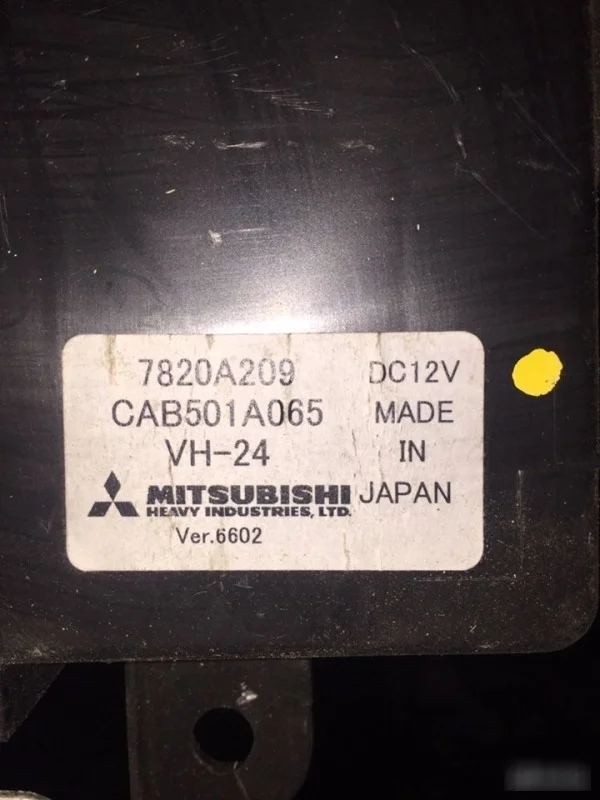 7820A209 DC12V
CAB501A065 MADE
VH-24 IN
MITSUBISHI JAPAN
HEAVY INDUSTRIES, LTD.
Ver.6602